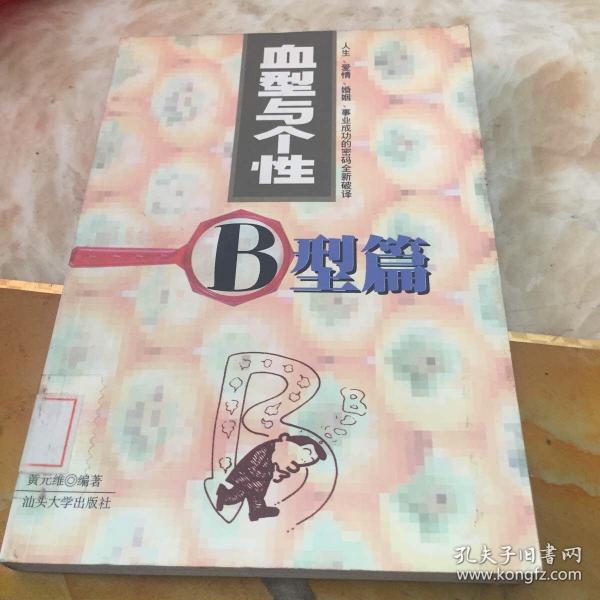 血型与个性
人生、爱情、婚姻、事业成功的密码全新破译
B型篇
B
黄元维◎编著
汕头大学出版社
孔夫子旧书网
www.kongfz.com